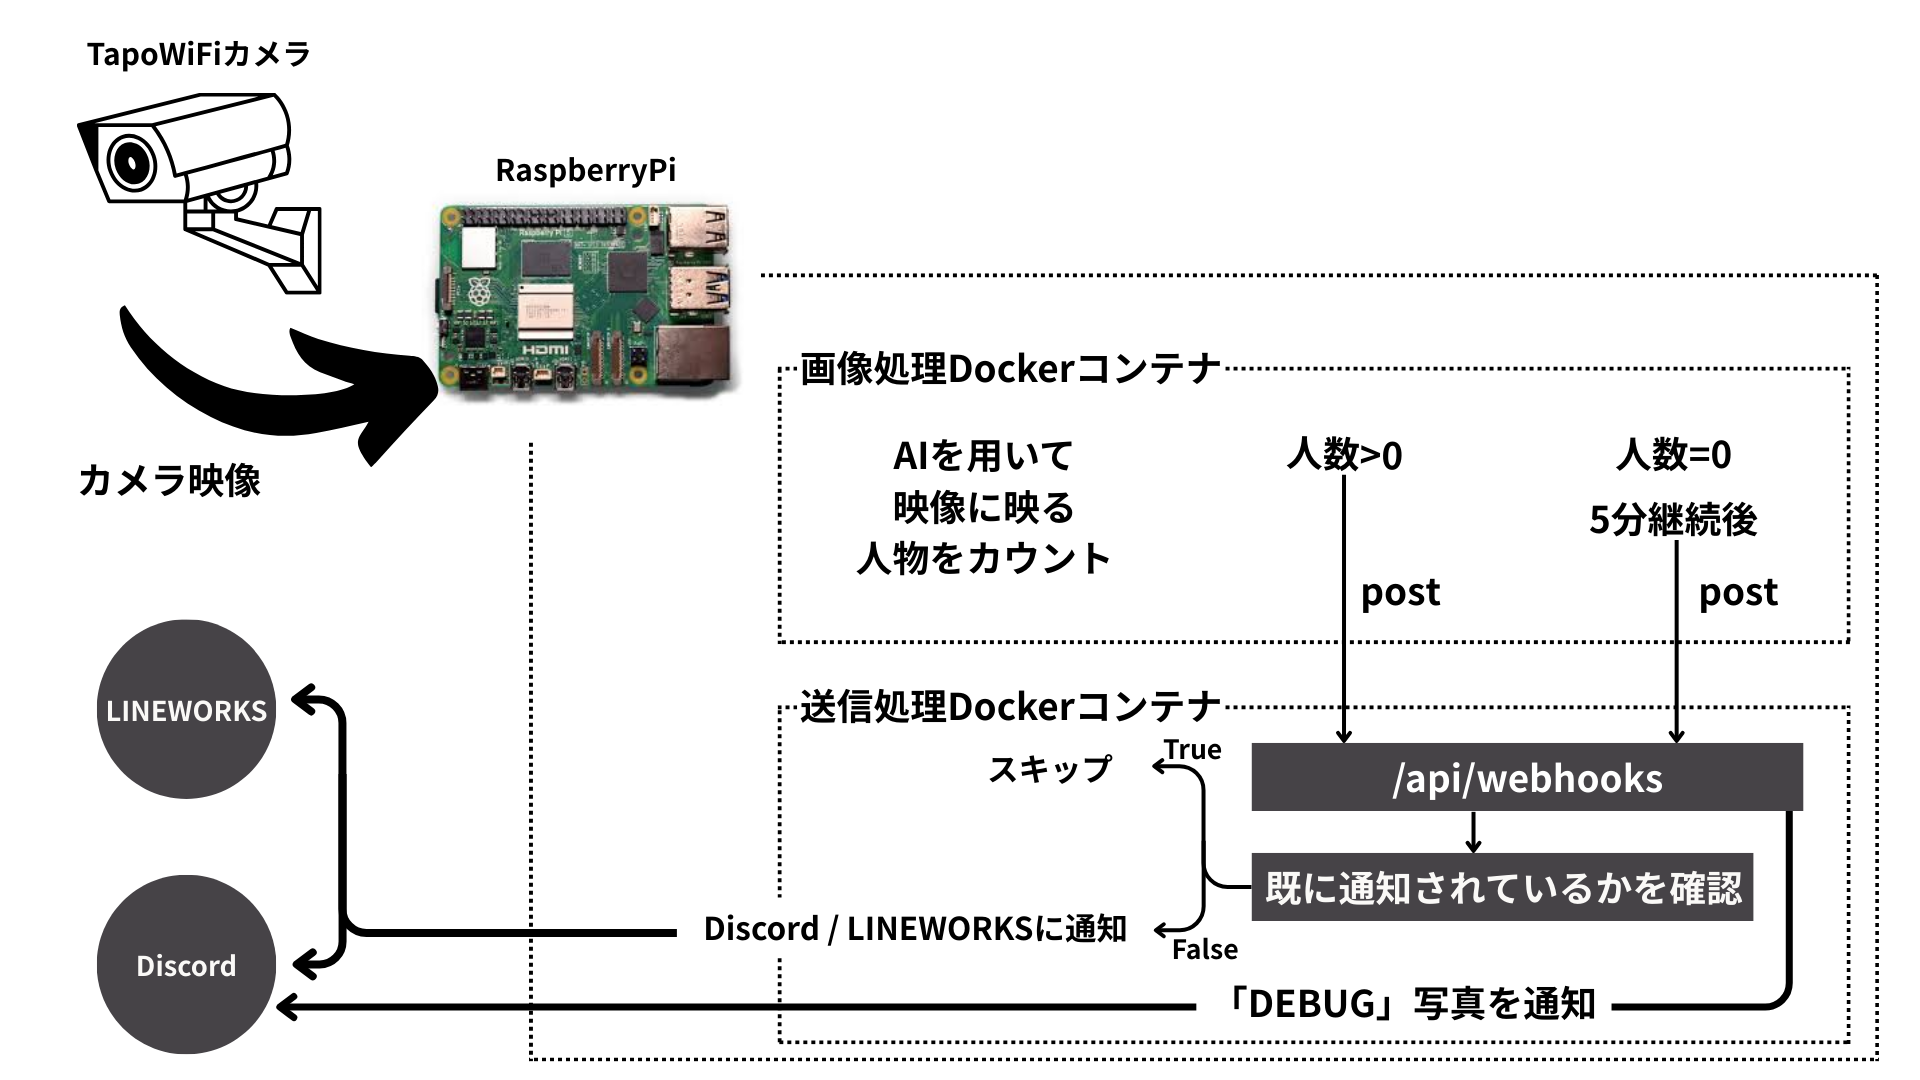 TapoWiFiカメラ
RaspberryPi
HDMI
カメラ映像
画像処理Dockerコンテナ
AIを用いて
映像に映る
人物をカウント
人数>0
post
人数=0
5分継続後
post
送信処理Dockerコンテナ
/api/webhooks
既に通知されているかを確認
True
スキップ
False
Discord / LINEWORKSに通知
「DEBUG」写真を通知
LINEWORKS
Discord